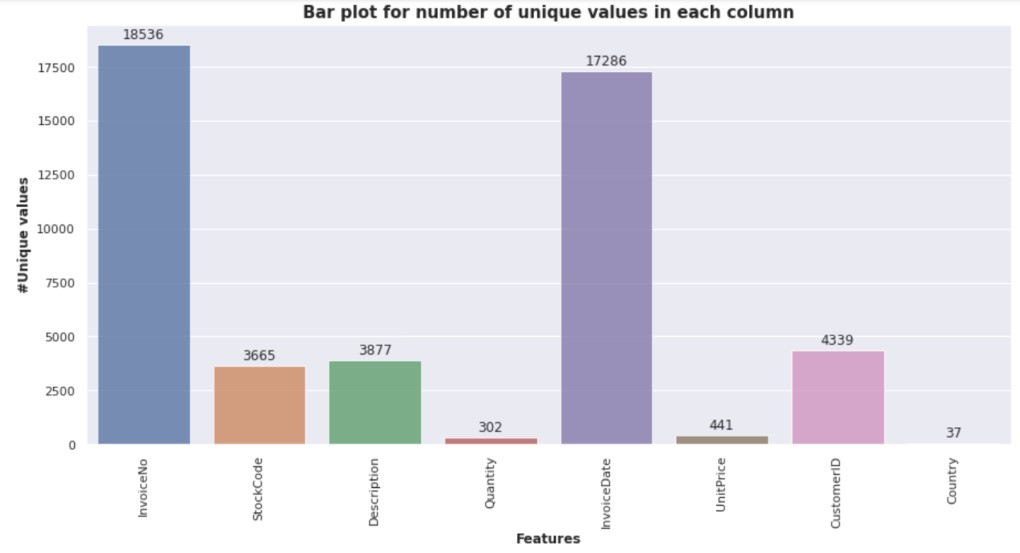 Bar plot for number of unique values in each column
18536
17500
17286
15000
12500
#Unique values
10000
7500
5000
4339
3877
3665
2500
441
302
37
0
InvoiceNo
StockCode
Description
Quantity
InvoiceDate
UnitPrice
CustomerID
Country
Features